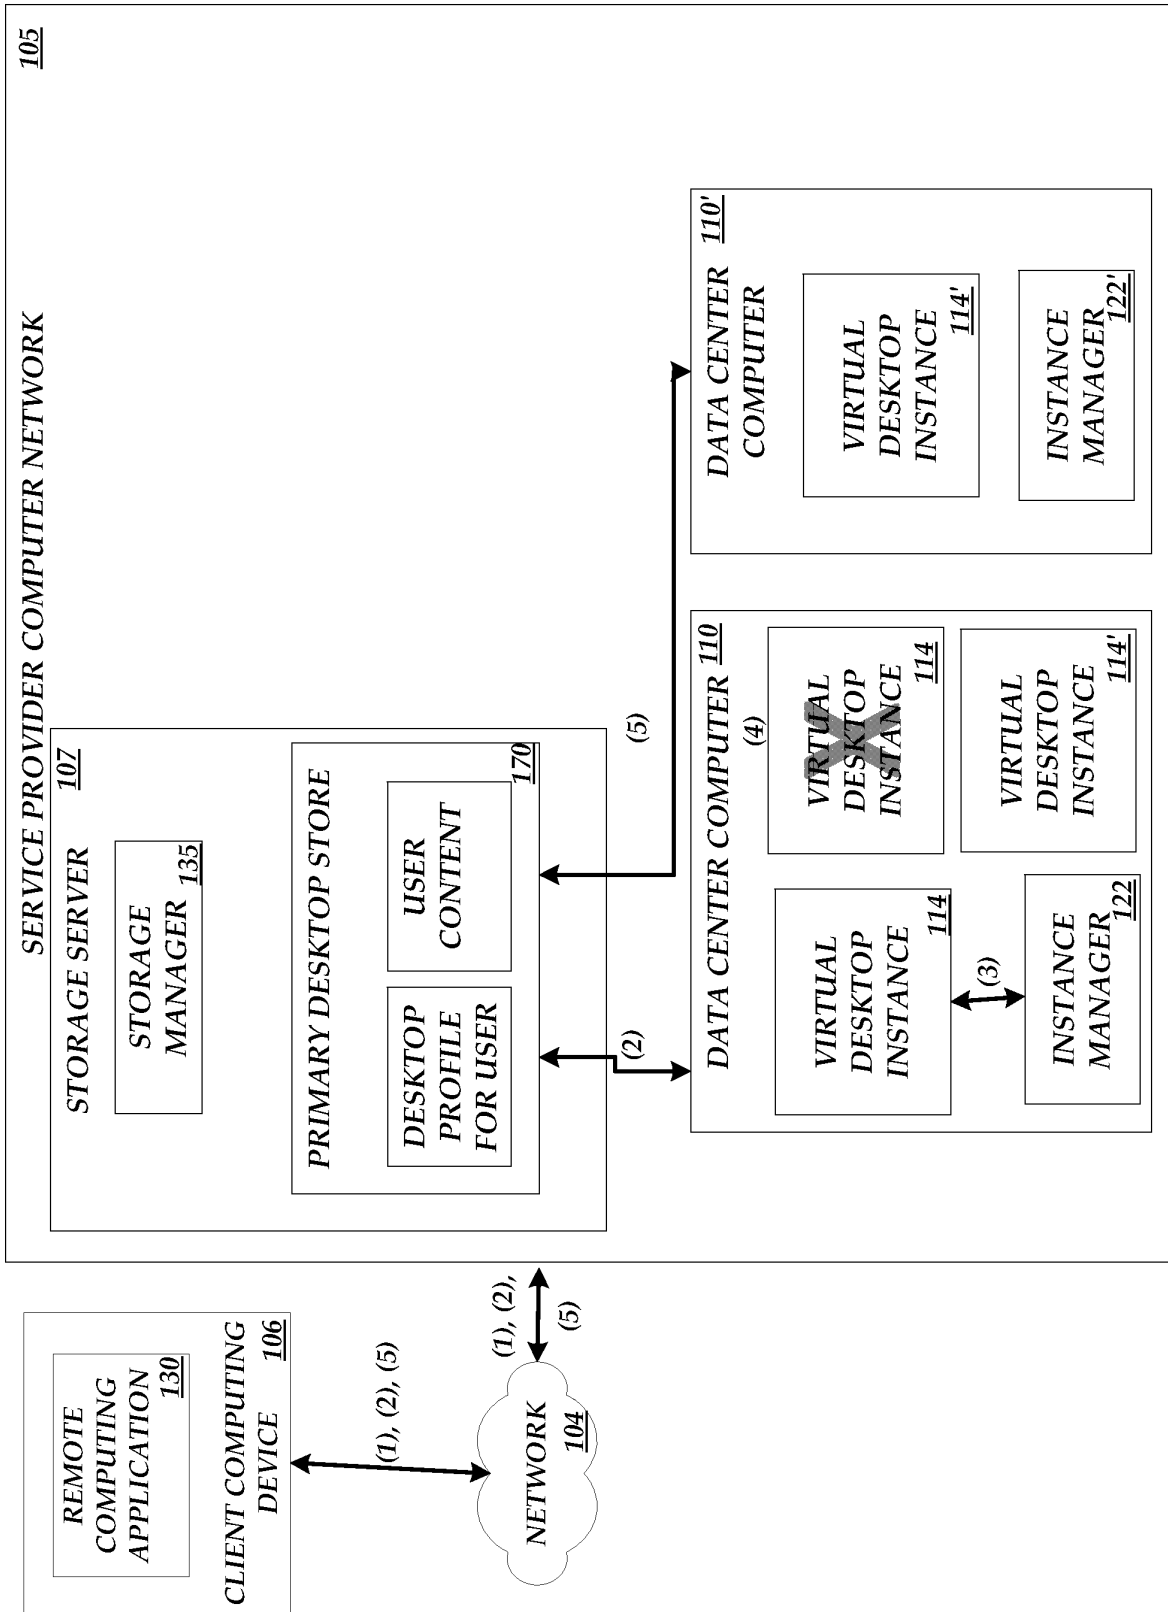 SERVICE PROVIDER COMPUTER NETWORK
105
REMOTE
COMPUTING
APPLICATION
130
CLIENT COMPUTING
DEVICE
106
(1), (2), (5)
NETWORK
104
(1), (2),
(5)
STORAGE SERVER
107
STORAGE
MANAGER
135
PRIMARY DESKTOP STORE
170
DESKTOP
PROFILE
FOR USER
USER
CONTENT
(2)
(5)
DATA CENTER COMPUTER
110
VIRTUAL
DESKTOP
INSTANCE
114
(3)
INSTANCE
MANAGER
122
(4)
VIRTUAL
DESKTOP
INSTANCE
114
VIRTUAL
DESKTOP
INSTANCE
114'
DATA CENTER
COMPUTER
110'
VIRTUAL
DESKTOP
INSTANCE
114'
INSTANCE
MANAGER
122'